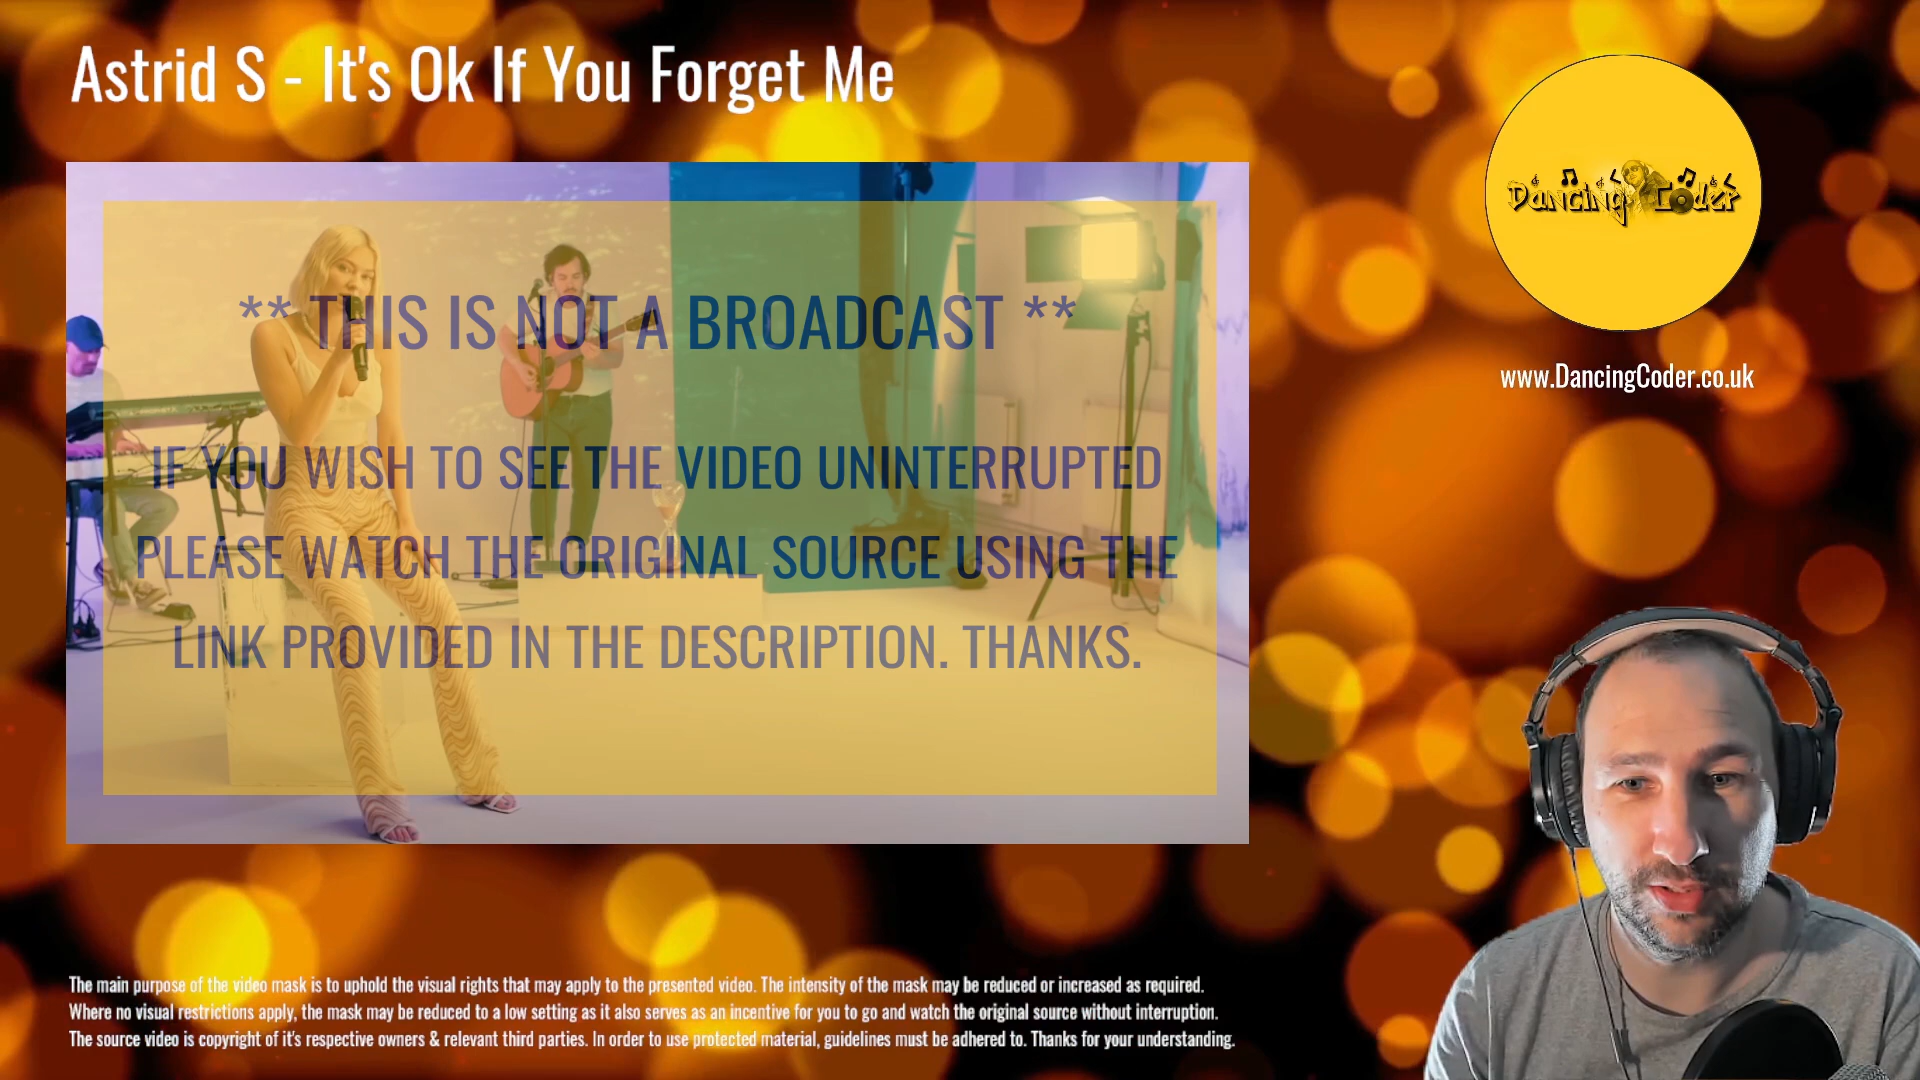 Astrid S - It's Ok If You Forget Me
Dancing Coder
www.DancingCoder.co.uk
** THIS IS NOT A BROADCAST **
IF YOU WISH TO SEE THE VIDEO UNINTERRUPTED
PLEASE WATCH THE ORIGINAL SOURCE USING THE
LINK PROVIDED IN THE DESCRIPTION. THANKS.
The main purpose of the video mask is to uphold the visual rights that may apply to the presented video. The intensity of the mask may be reduced or increased as required.
Where no visual restrictions apply, the mask may be reduced to a low setting as it also serves as an incentive for you to go and watch the original source without interruption.
The source video is copyright of it's respective owners & relevant third parties. In order to use protected material, guidelines must be adhered to. Thanks for your understanding.